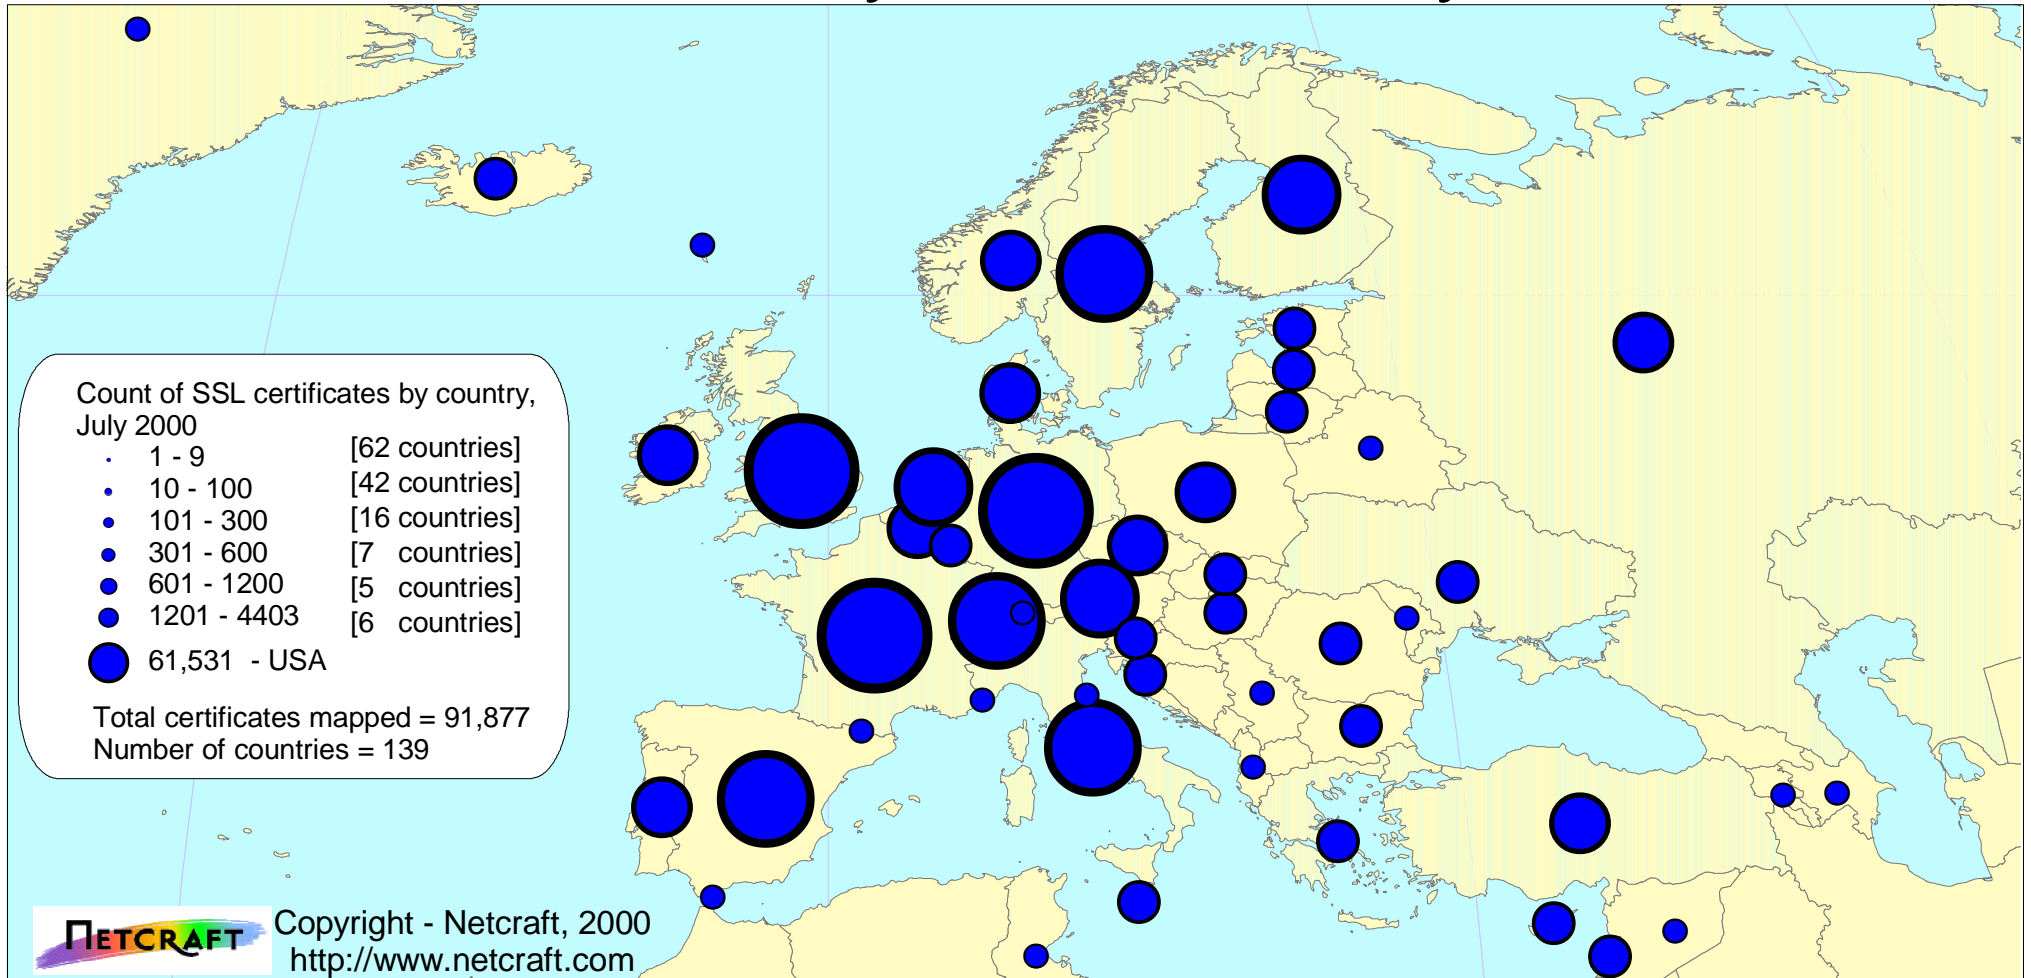 Count of SSL certificates by country,
July 2000
1 - 9 [62 countries]
10 - 100 [42 countries]
101 - 300 [16 countries]
301 - 600 [7 countries]
601 - 1200 [5 countries]
1201 - 4403 [6 countries]
61,531 - USA
Total certificates mapped = 91,877
Number of countries = 139
NETCRAFT
Copyright - Netcraft, 2000
http://www.netcraft.com